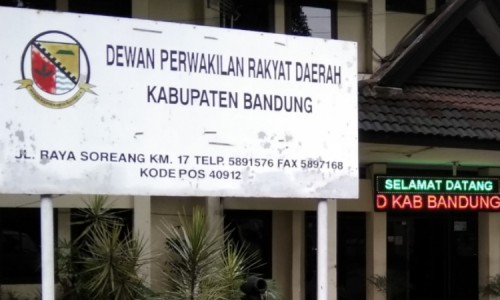 DEWAN PERWAKILAN RAKYAT DAERAH
KABUPATEN BANDUNG
JL. RAYA SOREANG KM. 17 TELP. 5891576 FAX 5897168
KODE POS 40912
SELAMAT DATANG
D KAB BANDUNG